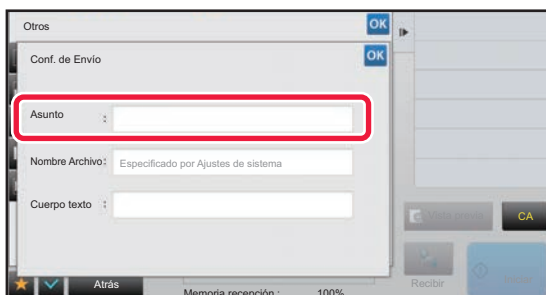 Otros
OK
Conf. de Envío
OK
Asunto :
Nombre Archivo: Especificado por Ajustes de sistema
Cuerpo texto :
CA
Atrás
Memoria recepción : 100%
Recibir